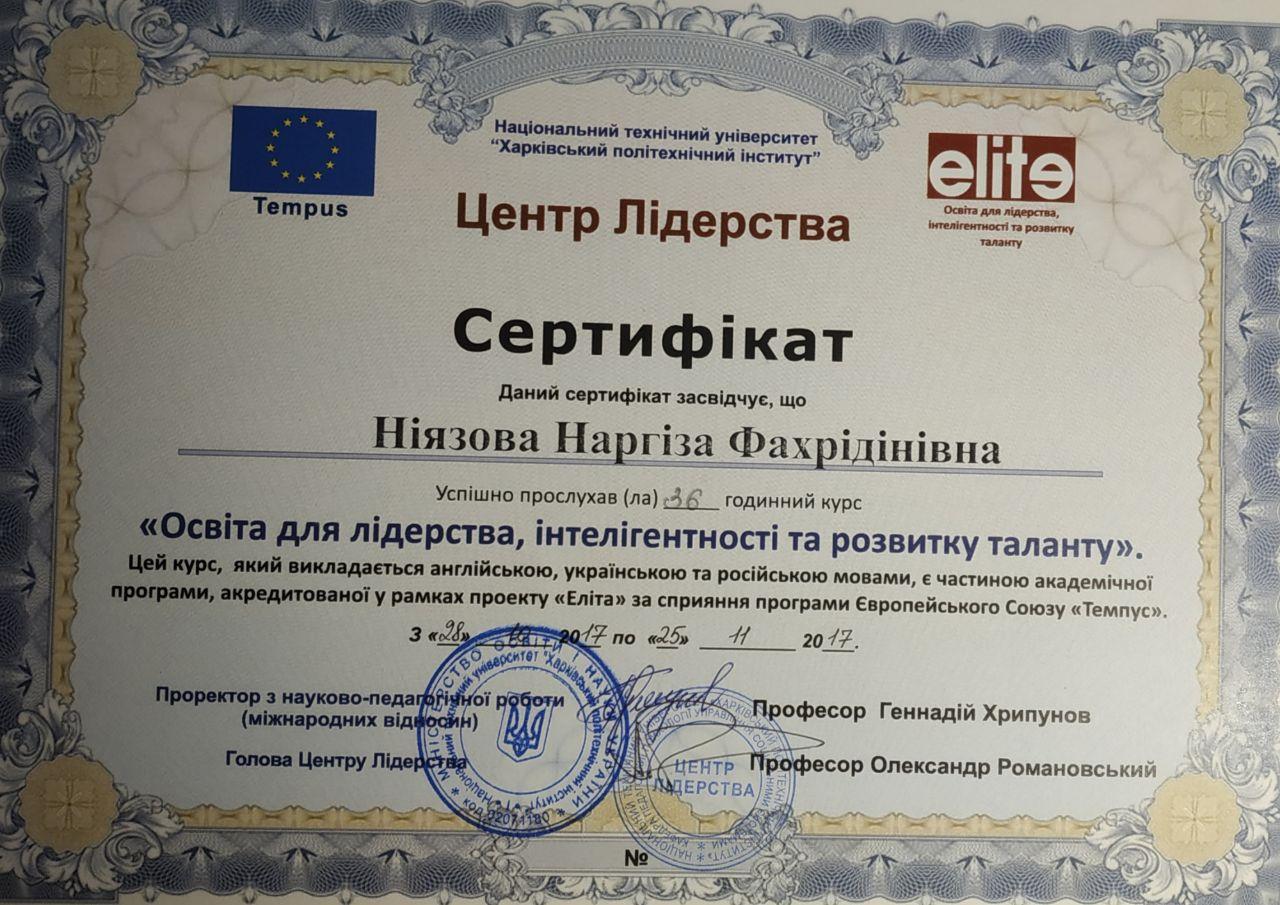 Національний технічний університет
“Харківський політехнічний інститут”
Tempus
elite
Освіта для лідерства,
інтелігентності та розвитку
таланту
Центр Лідерства
Сертифікат
Даний сертифікат засвідчує, що
Ніязова Наргіза Фахрідінівна
Успішно прослухав (ла) 36 годинний курс
«Освіта для лідерства, інтелігентності та розвитку таланту».
Цей курс, який викладається англійською, українською та російською мовами, є частиною академічної
програми, акредитованої у рамках проекту «Еліта» за сприяння програми Європейського Союзу «Темпус».
З «28» 10 2017 по «25» 11 2017.
Проректор з науково-педагогічної роботи
(міжнародних відносин)
Професор Геннадій Хрипунов
Голова Центру Лідерства
Професор Олександр Романовський
МІНІСТЕРСТВО ОСВІТИ І НАУКИ УКРАЇНИ
Національний технічний університет "Харківський політехнічний інститут"
код 02071180
ЦЕНТР
ЛІДЕРСТВА
№